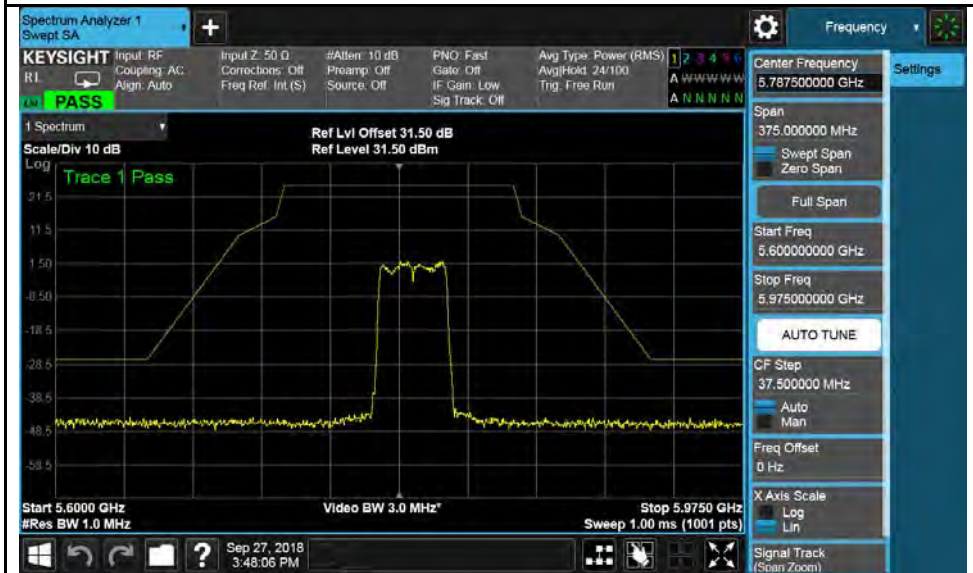 Spectrum Analyzer 1
Swept SA
+
Frequency
KEYSIGHT
RL
Input: RF
Coupling: AC
Align: Auto
Input Z: 50 Ω
Corrections: Off
Freq Ref: Int (S)
#Atten: 10 dB
Preamp: Off
Source: Off
PNO: Fast
Gate: Off
IF Gain: Low
Sig Track: Off
Avg Type: Power (RMS)
Avg|Hold: 24/100
Trig: Free Run
1 2 3 4 5 6
A W W W W W
A N N N N N
PASS
1 Spectrum
Scale/Div 10 dB
Ref Lvl Offset 31.50 dB
Ref Level 31.50 dBm
Log
Trace 1 Pass
21.5
11.5
1.50
-8.50
-18.5
-28.5
-38.5
-48.5
-58.5
Start 5.6000 GHz
#Res BW 1.0 MHz
Video BW 3.0 MHz*
Stop 5.9750 GHz
Sweep 1.00 ms (1001 pts)
Center Frequency
5.787500000 GHz
Settings
Span
375.000000 MHz
Swept Span
Zero Span
Full Span
Start Freq
5.600000000 GHz
Stop Freq
5.975000000 GHz
AUTO TUNE
CF Step
37.500000 MHz
Auto
Man
Freq Offset
0 Hz
X Axis Scale
Log
Lin
Signal Track
(Span Zoom)
?
Sep 27, 2018
3:48:06 PM